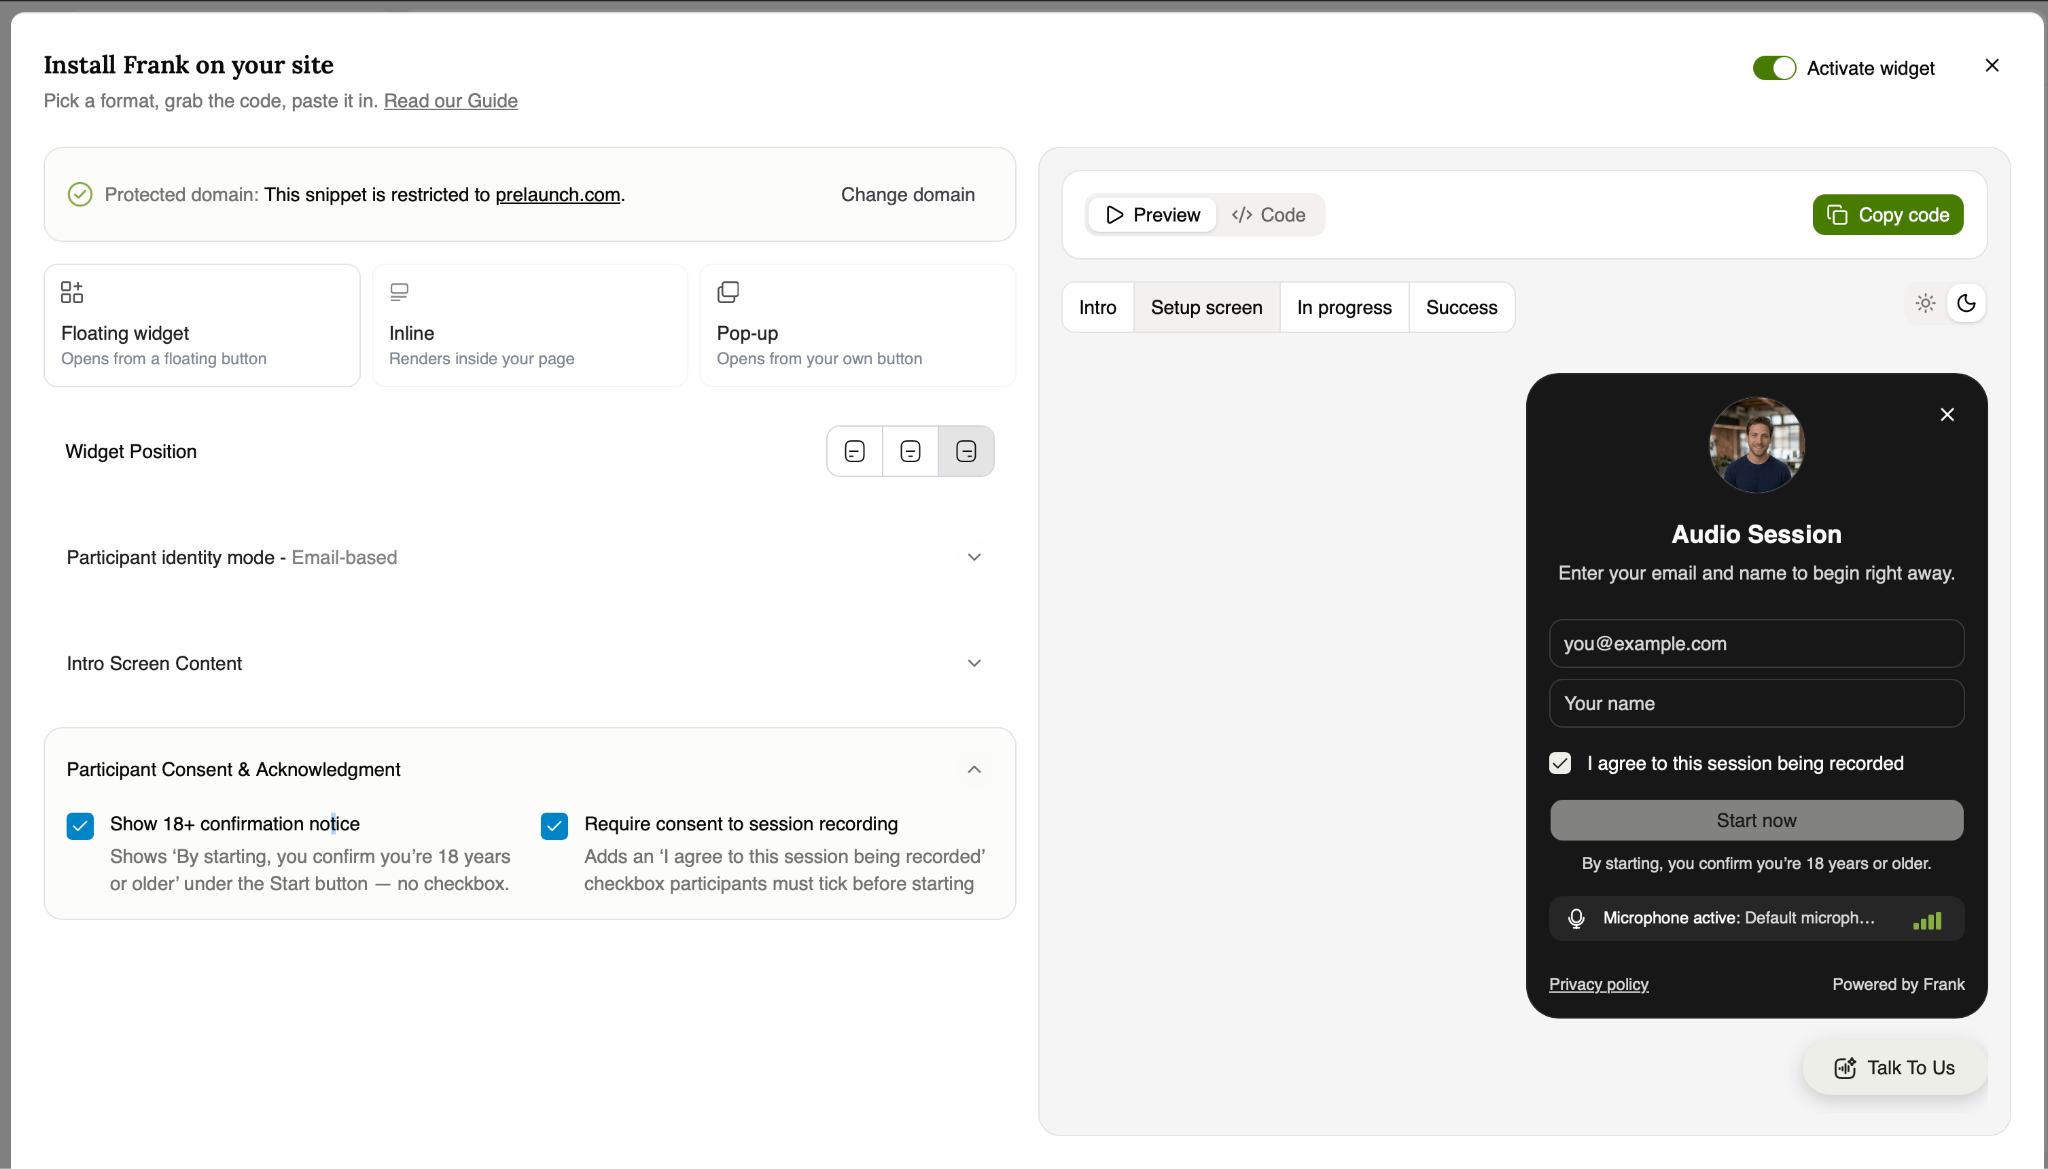 Install Frank on your site
Activate widget
Pick a format, grab the code, paste it in. Read our Guide
Protected domain: This snippet is restricted to prelaunch.com.
Change domain
Floating widget
Opens from a floating button
Inline
Renders inside your page
Pop-up
Opens from your own button
Widget Position
Participant identity mode - Email-based
Intro Screen Content
Participant Consent & Acknowledgment
Show 18+ confirmation notice
Shows ‘By starting, you confirm you’re 18 years
or older’ under the Start button — no checkbox.
Require consent to session recording
Adds an ‘I agree to this session being recorded’
checkbox participants must tick before starting
Preview
</> Code
Copy code
Intro
Setup screen
In progress
Success
Audio Session
Enter your email and name to begin right away.
you@example.com
Your name
I agree to this session being recorded
Start now
By starting, you confirm you’re 18 years or older.
Microphone active: Default microph...
Privacy policy
Powered by Frank
Talk To Us